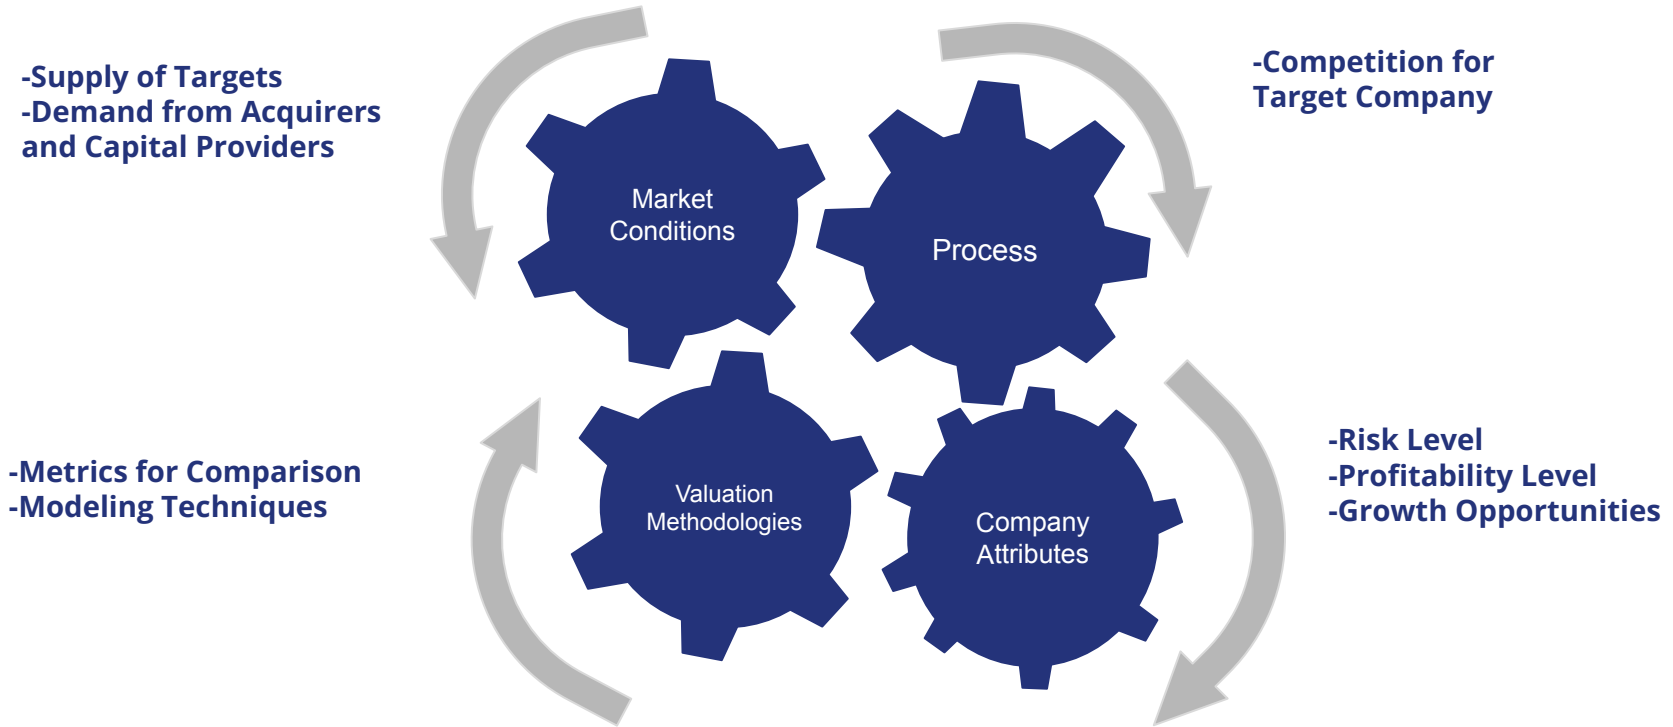 -Supply of Targets
-Demand from Acquirers
and Capital Providers
Market
Conditions
Process
-Competition for
Target Company
-Metrics for Comparison
-Modeling Techniques
Valuation
Methodologies
Company
Attributes
-Risk Level
-Profitability Level
-Growth Opportunities